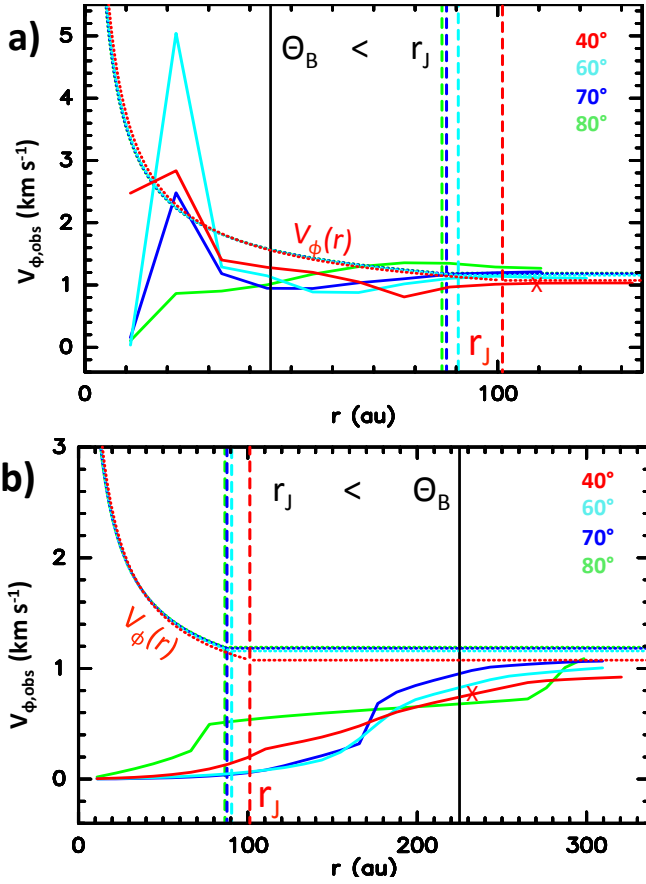 a)
Θ_B < r_J
40°
60°
70°
80°
V_ϕ(r)
r_J
x
V_ϕ,obs (km s⁻¹)
5
4
3
2
1
0
0 100
r (au)
b)
r_J < Θ_B
40°
60°
70°
80°
V_ϕ(r)
x
r_J
V_ϕ,obs (km s⁻¹)
3
2
1
0
0 100 200 300
r (au)